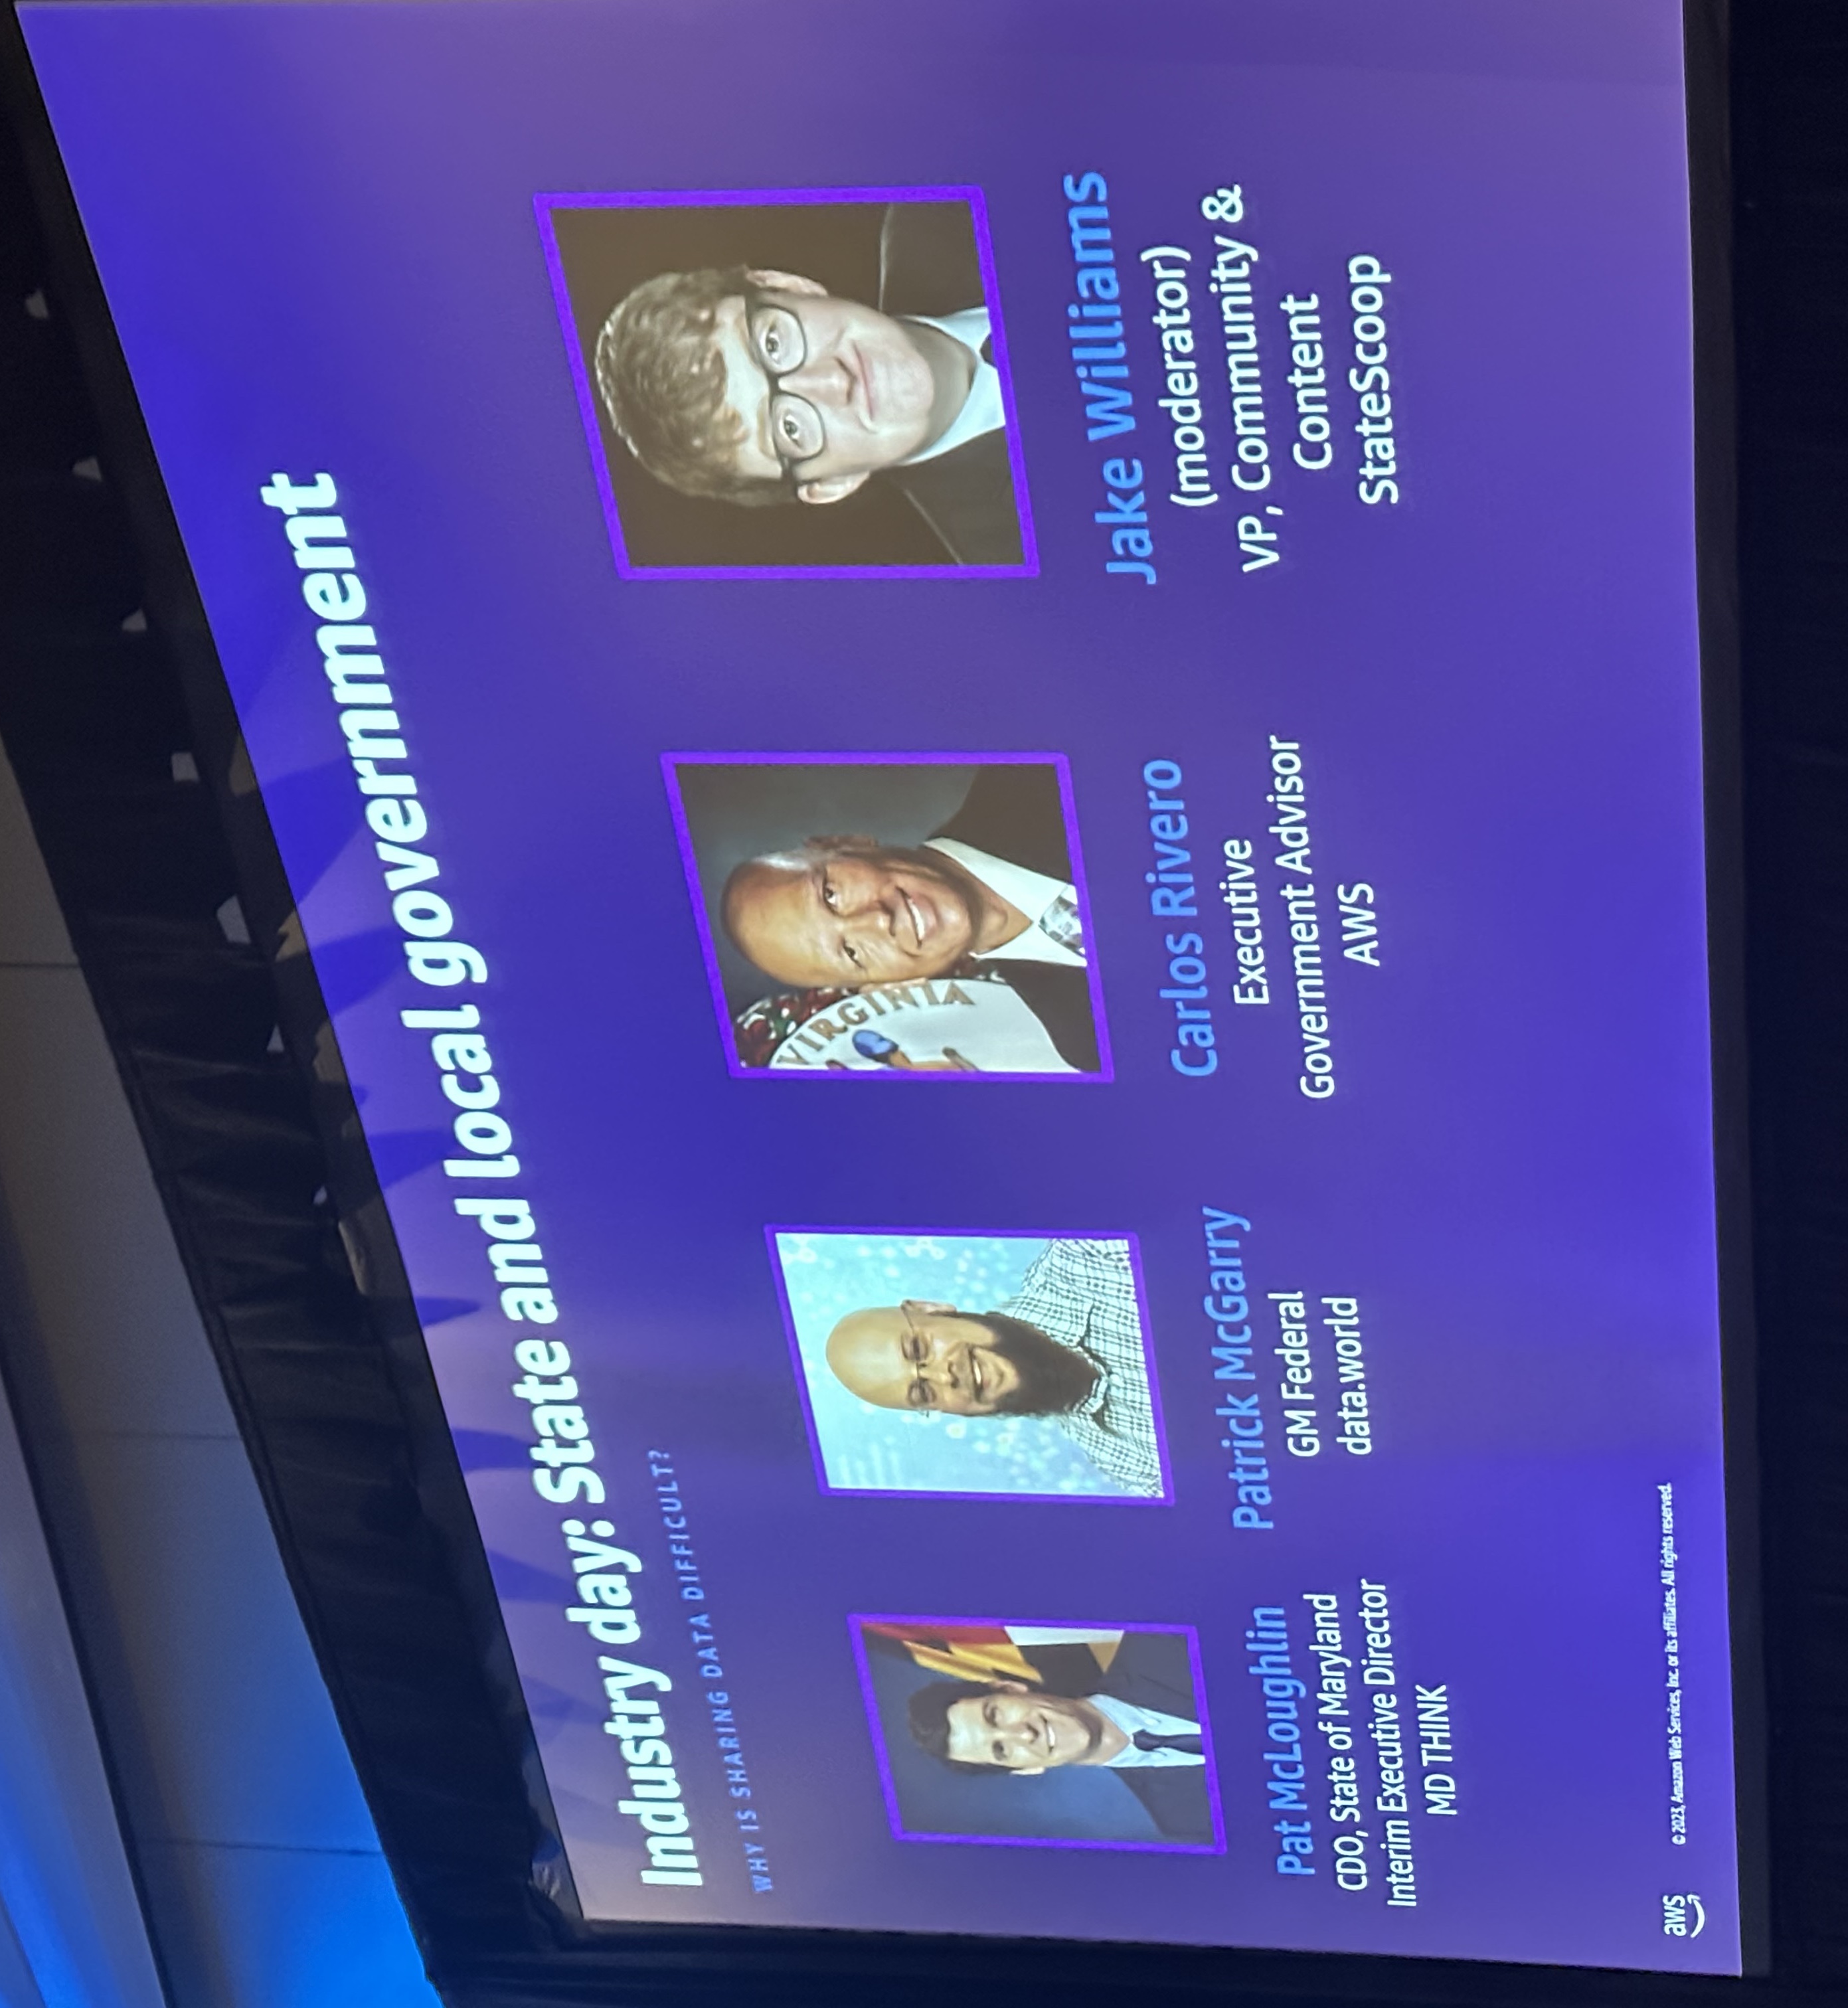 Industry day: State and local government
WHY IS SHARING DATA DIFFICULT?
VIRGINIA
Pat McLoughlin
CDO, State of Maryland
Interim Executive Director
MD THINK
Patrick McGarry
GM Federal
data.world
Carlos Rivero
Executive
Government Advisor
AWS
Jake Williams
(moderator)
VP, Community &
Content
StateScoop
aws
© 2023, Amazon Web Services, Inc. or its affiliates. All rights reserved.